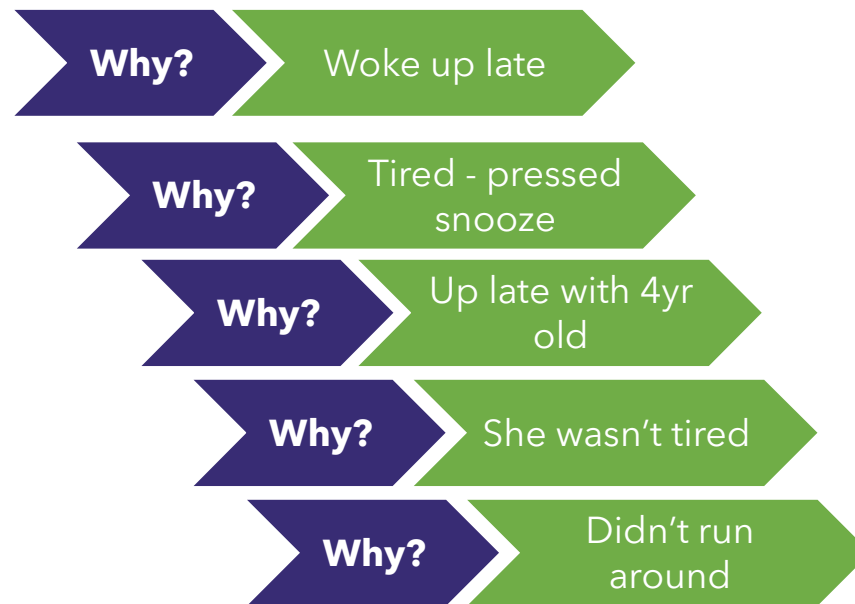 Why?
Woke up late
Why?
Tired - pressed
snooze
Why?
Up late with 4yr
old
Why?
She wasn’t tired
Why?
Didn’t run
around